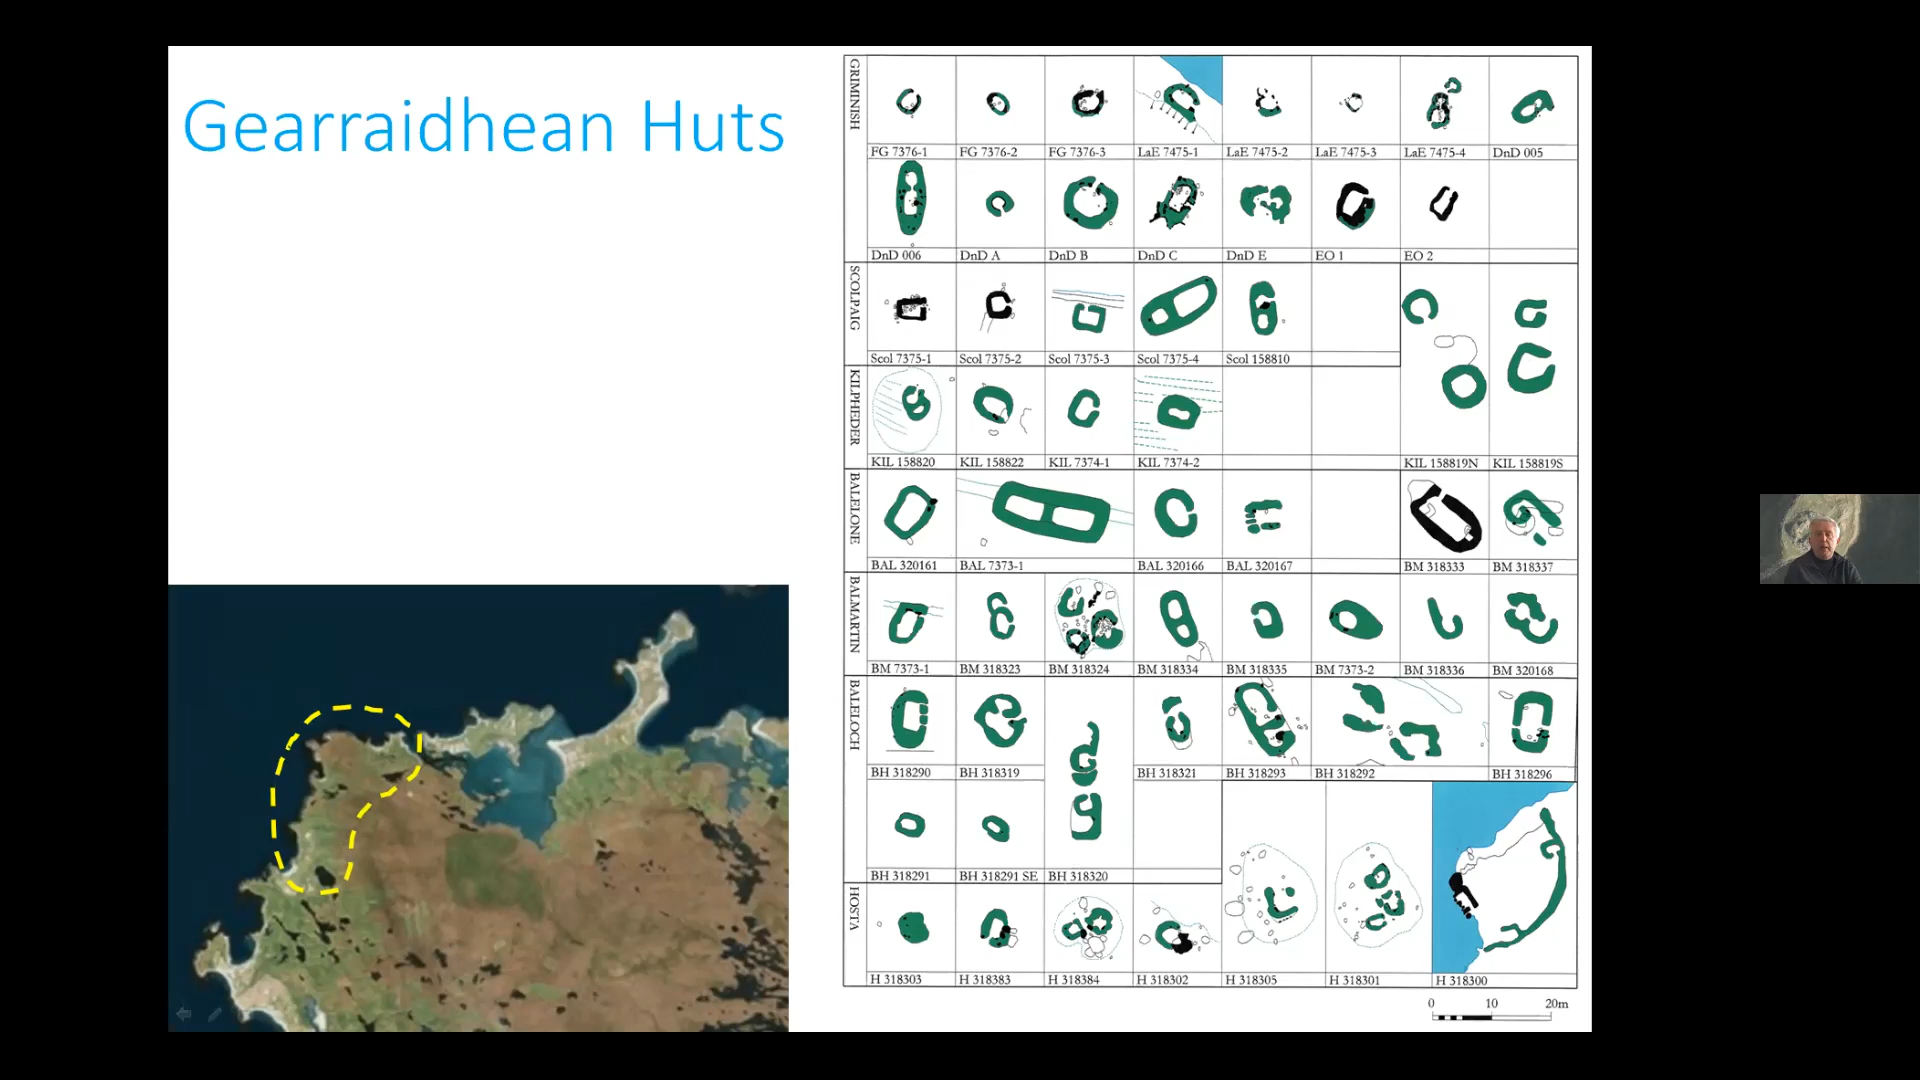 Gearraidhean Huts
GRIMINISH
FG 7376-1 FG 7376-2 FG 7376-3 LaE 7475-1 LaE 7475-2 LaE 7475-3 LaE 7475-4 DnD 005
DnD 006 DnD A DnD B DnD C DnD E EO 1 EO 2
SCOLPAIG
Scol 7375-1 Scol 7375-2 Scol 7375-3 Scol 7375-4 Scol 158810
KILPHEDER
KIL 158820 KIL 158822 KIL 7374-1 KIL 7374-2 KIL 158819N KIL 158819S
BALELONE
BAL 320161 BAL 7373-1 BAL 320166 BAL 320167 BM 318333 BM 318337
BALMARTIN
BM 7373-1 BM 318323 BM 318324 BM 318334 BM 318335 BM 7373-2 BM 318336 BM 320168
BALELOCH
BH 318290 BH 318319 BH 318321 BH 318293 BH 318292 BH 318296
BH 318291 BH 318291 SE BH 318320
HOSTA
H 318303 H 318383 H 318384 H 318302 H 318305 H 318301 H 318300
0 10 20m